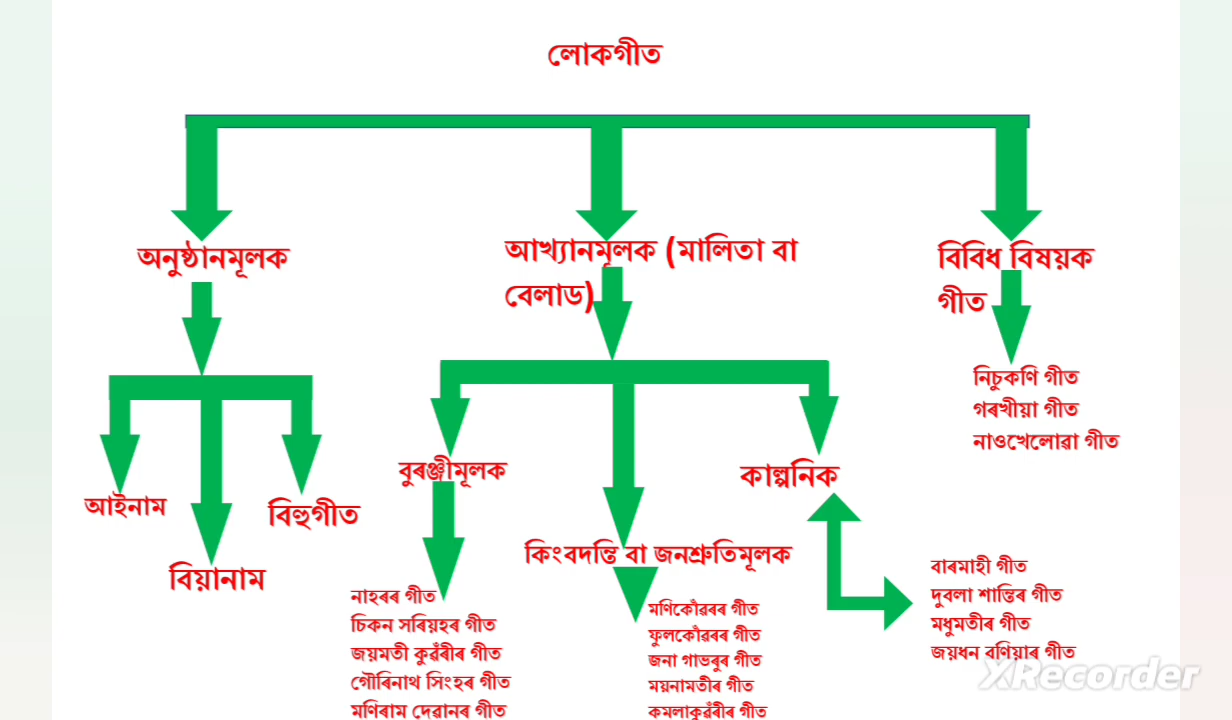 লোকগীত
অনুষ্ঠানমূলক
আখ্যানমূলক (মালিতা বা
বেলাড)
বিবিধ বিষয়ক
গীত
নিচুকণি গীত
গৰখীয়া গীত
নাওখেলোৱা গীত
আইনাম
বিয়ানাম
বিহুগীত
বুৰঞ্জীমূলক
কিংবদন্তি বা জনশ্ৰুতিমূলক
কাল্পনিক
নাহৰৰ গীত
চিকন সৰিয়হৰ গীত
জয়মতী কুৱঁৰীৰ গীত
গৌৰিনাথ সিংহৰ গীত
মণিৰাম দেৱানৰ গীত
মণিকোঁৱৰৰ গীত
ফুলকোঁৱৰৰ গীত
জনা গাভৰুৰ গীত
ময়নামতীৰ গীত
কমলাকুৱঁৰীৰ গীত
বাৰমাহী গীত
দুবলা শান্তিৰ গীত
মধুমতীৰ গীত
জয়ধন বণিয়াৰ গীত
XRecorder